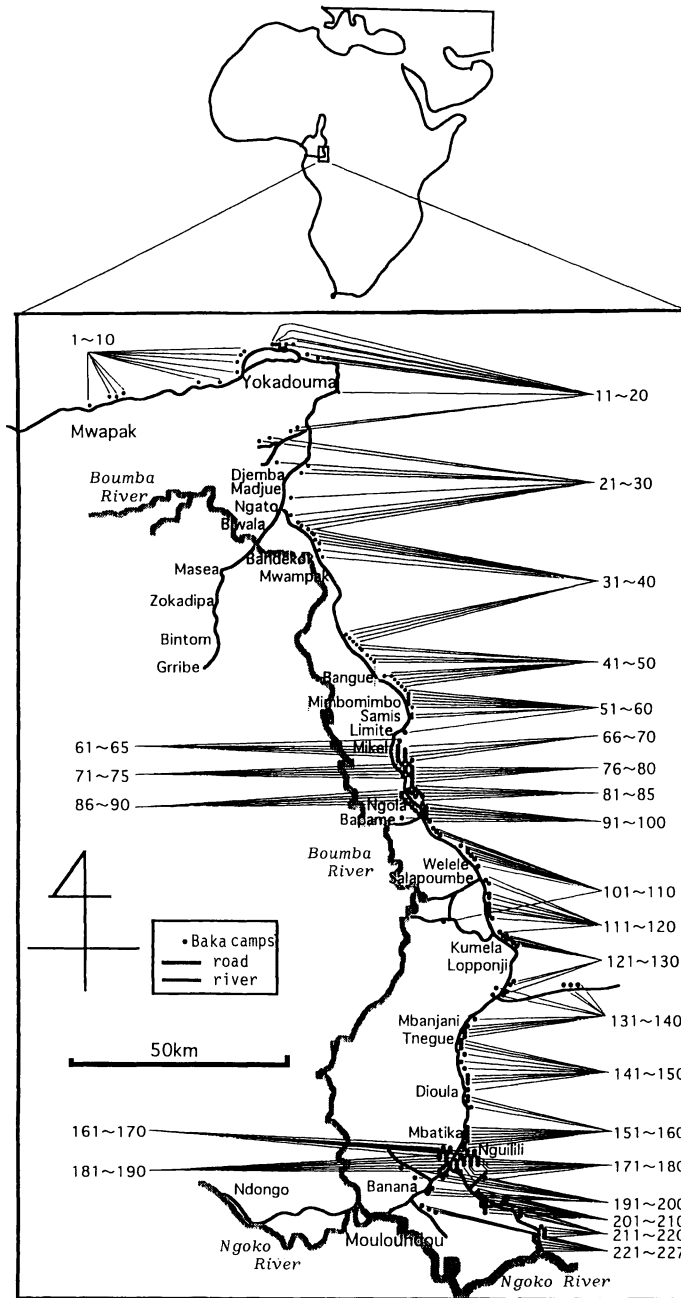 1~10
Yokadouma
11~20
Mwapak
Boumba
River
Djemba
Madjue
Ngato
Biwala
21~30
Bandekok
Masea
Mwampak
31~40
Zokadipa
Bintom
Grribe
41~50
Bangue
Mimbomimbo
Samis
51~60
Limite
66~70
61~65
Mikel
71~75
76~80
86~90
81~85
Ngola
Bapame
91~100
Boumba
River
Welele
Salapoumbe
101~110
111~120
• Baka camps
road
river
Kumela
Lopponji
121~130
Mbanjani
Tnegue
131~140
50km
141~150
Dioula
161~170
Mbatika
151~160
Nguilili
181~190
171~180
Ndongo
Banana
191~200
201~210
Mouloundou
211~220
Ngoko
River
221~227
Ngoko River